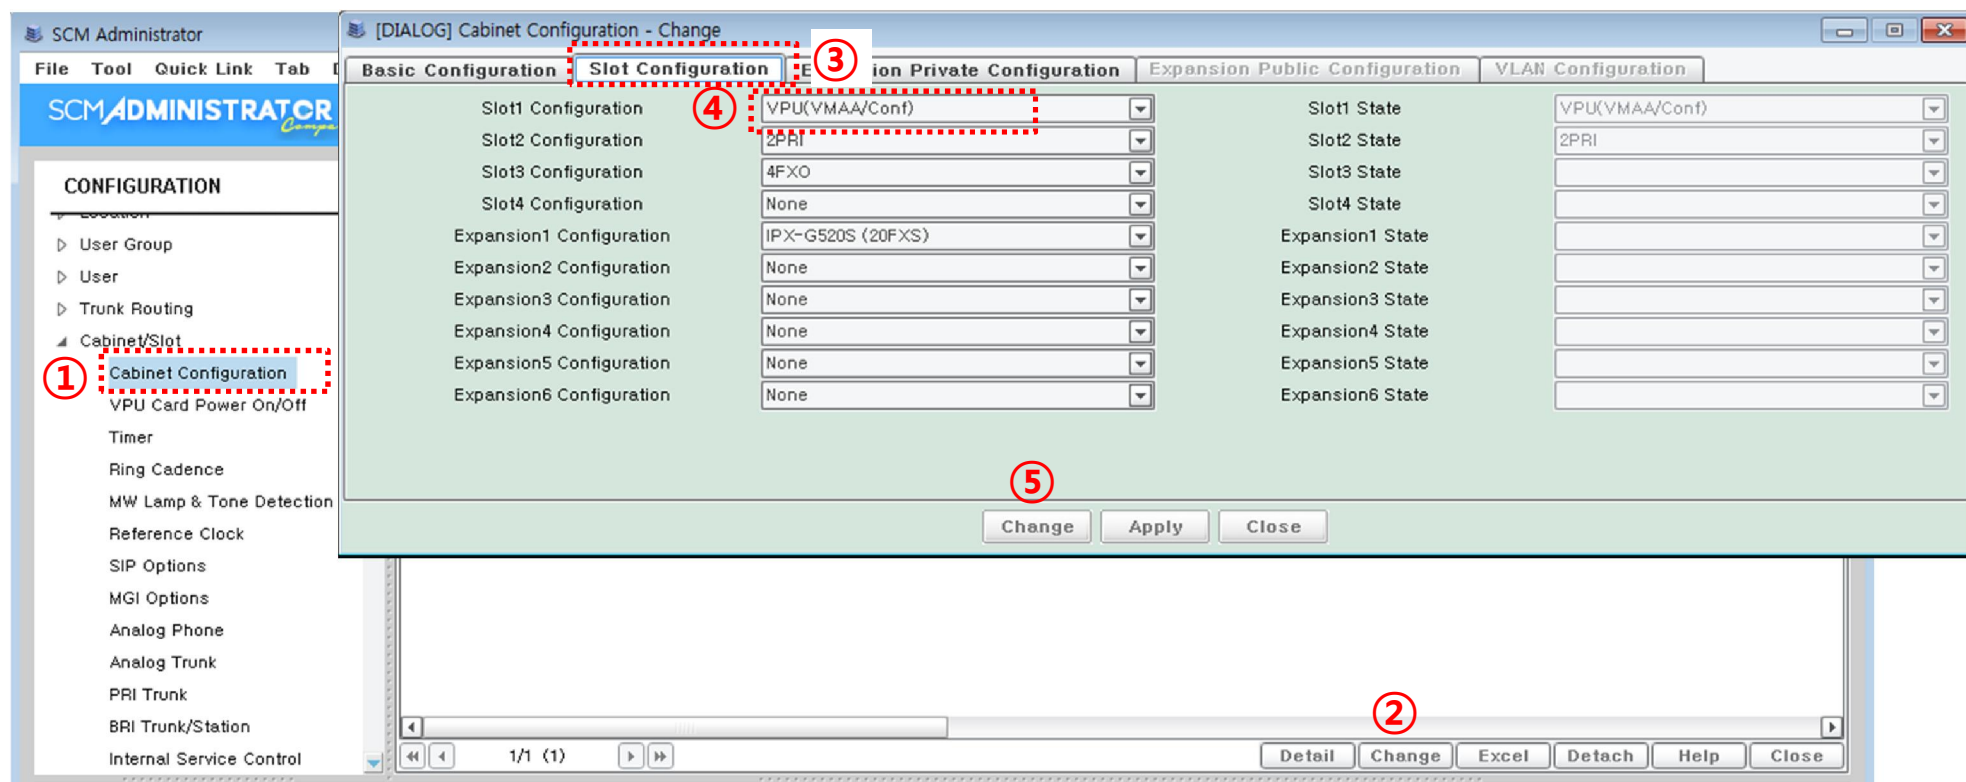 SCM Administrator
File Tool Quick Link Tab
SCM ADMINISTRATOR
CONFIGURATION
Location
User Group
User
Trunk Routing
Cabinet/Slot
①
Cabinet Configuration
VPU Card Power On/Off
Timer
Ring Cadence
MW Lamp & Tone Detection
Reference Clock
SIP Options
MGI Options
Analog Phone
Analog Trunk
PRI Trunk
BRI Trunk/Station
Internal Service Control
[DIALOG] Cabinet Configuration - Change
③
Basic Configuration Slot Configuration E ion Private Configuration Expansion Public Configuration VLAN Configuration
④
Slot1 Configuration VPU(VMAA/Conf) Slot1 State VPU(VMAA/Conf)
Slot2 Configuration 2PRI Slot2 State 2PRI
Slot3 Configuration 4FXO Slot3 State
Slot4 Configuration None Slot4 State
Expansion1 Configuration IPX-G520S (20FXS) Expansion1 State
Expansion2 Configuration None Expansion2 State
Expansion3 Configuration None Expansion3 State
Expansion4 Configuration None Expansion4 State
Expansion5 Configuration None Expansion5 State
Expansion6 Configuration None Expansion6 State
⑤
Change Apply Close
②
1/1 (1)
Detail Change Excel Detach Help Close